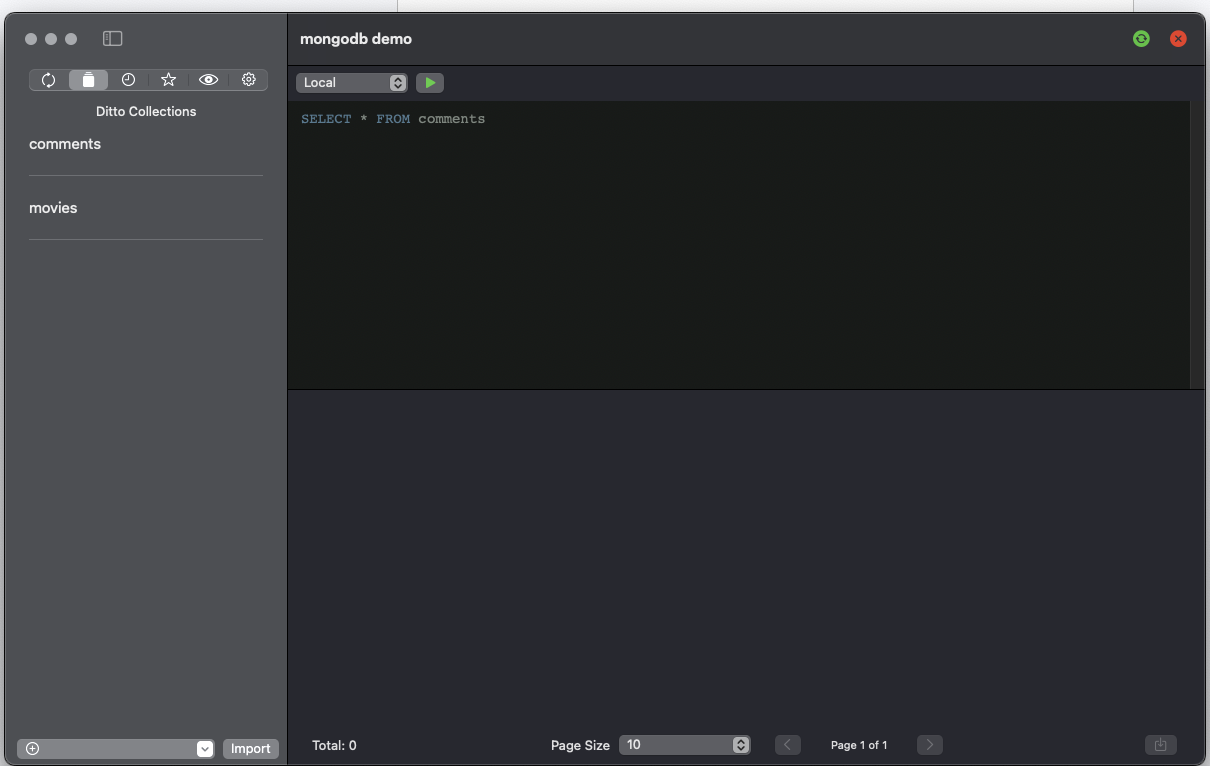 mongodb demo
Local
Ditto Collections
SELECT * FROM comments
comments
movies
Import
Total: 0
Page Size
10
Page 1 of 1